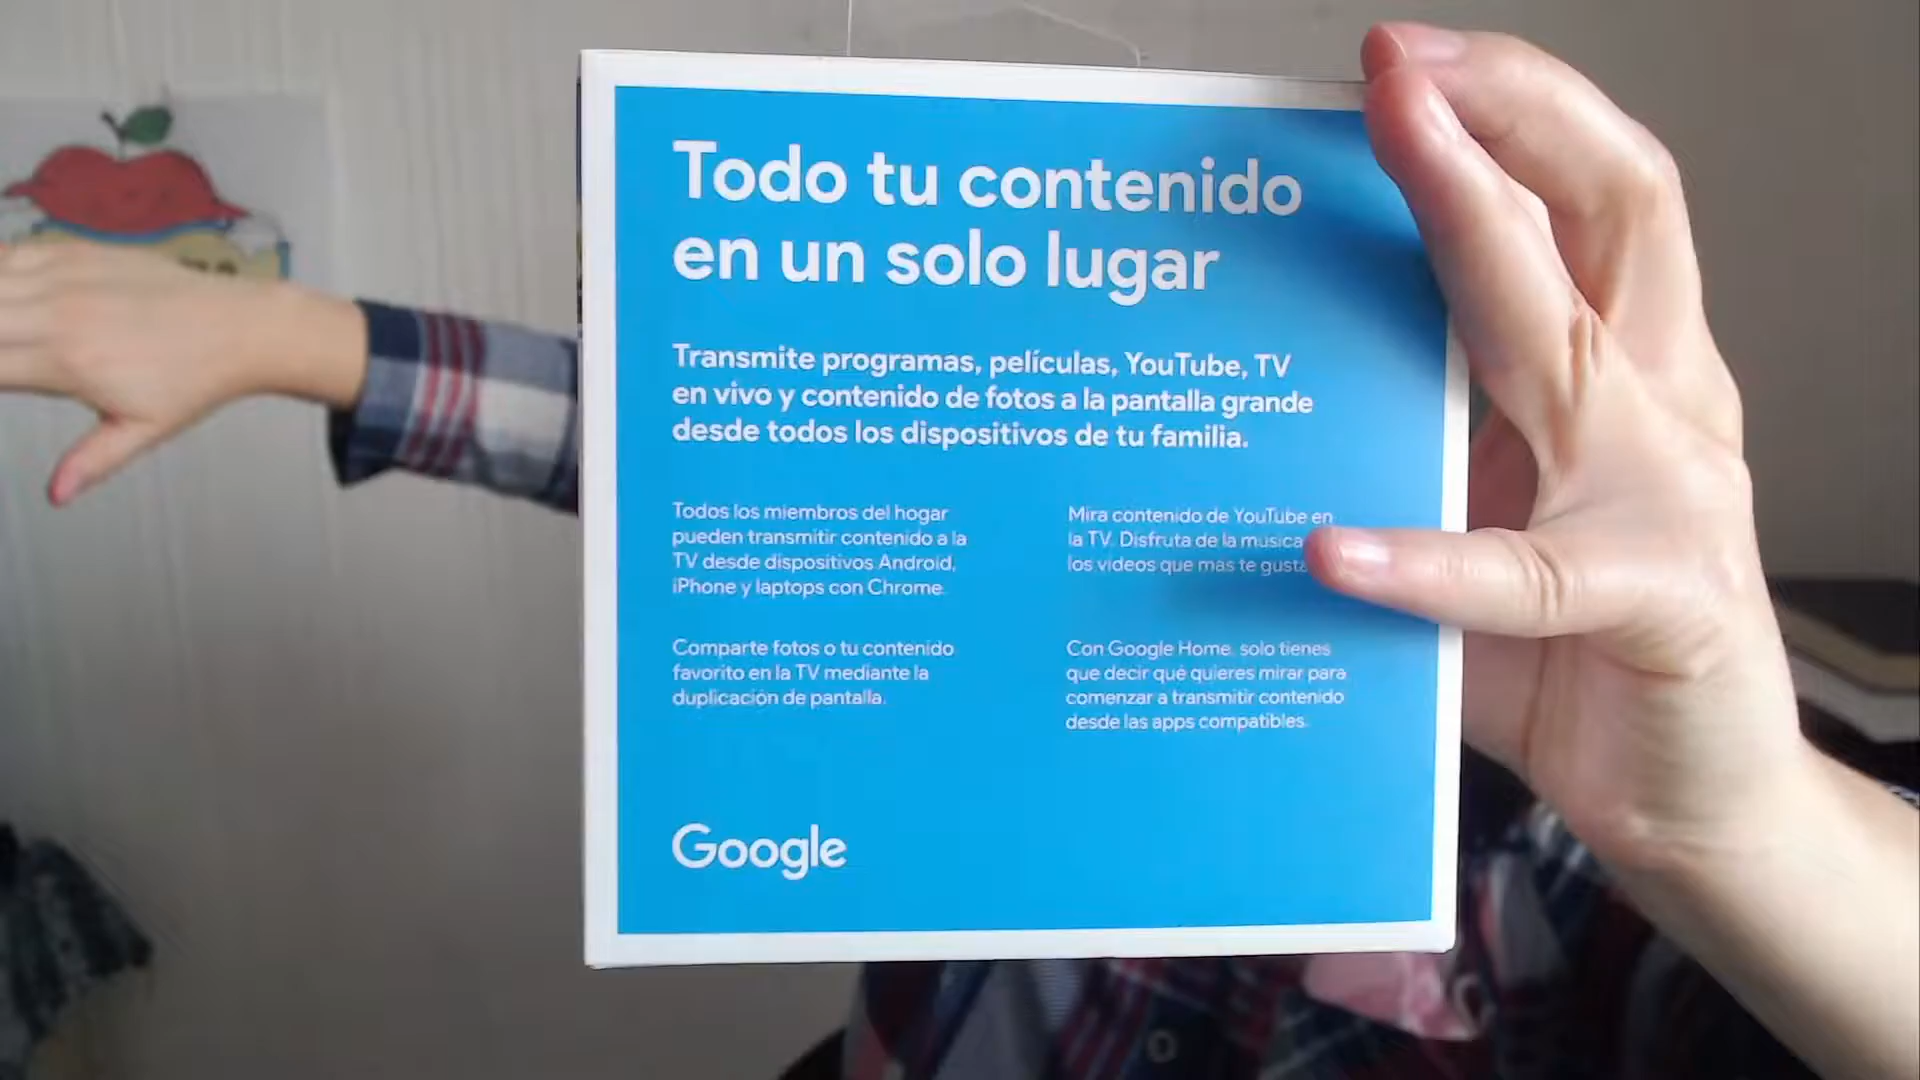 Todo tu contenido
en un solo lugar
Transmite programas, películas, YouTube, TV
en vivo y contenido de fotos a la pantalla grande
desde todos los dispositivos de tu familia.
Todos los miembros del hogar
pueden transmitir contenido a la
TV desde dispositivos Android,
iPhone y laptops con Chrome.
Mira contenido de YouTube en
la TV. Disfruta de la música
los videos que más te
Comparte fotos o tu contenido
favorito en la TV mediante la
duplicación de pantalla.
Con Google Home, solo tienes
que decir qué quieres mirar para
comenzar a transmitir contenido
desde las apps compatibles.
Google